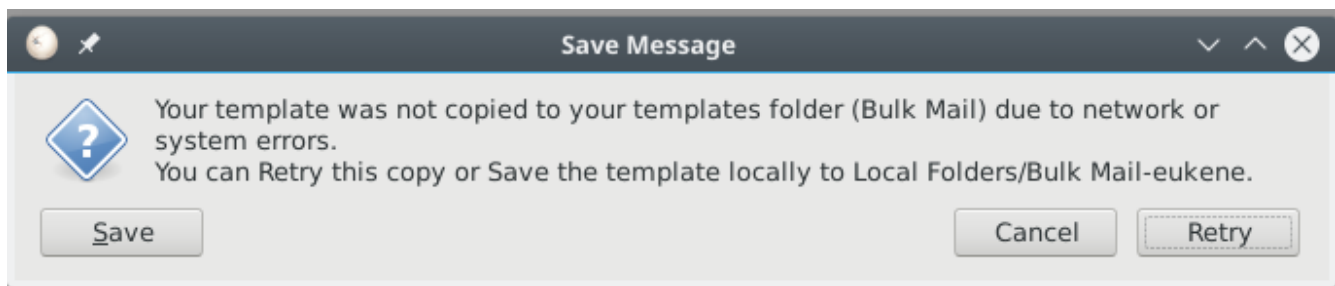 Save Message
Your template was not copied to your templates folder (Bulk Mail) due to network or
system errors.
You can Retry this copy or Save the template locally to Local Folders/Bulk Mail-eukene.
Save
Cancel
Retry